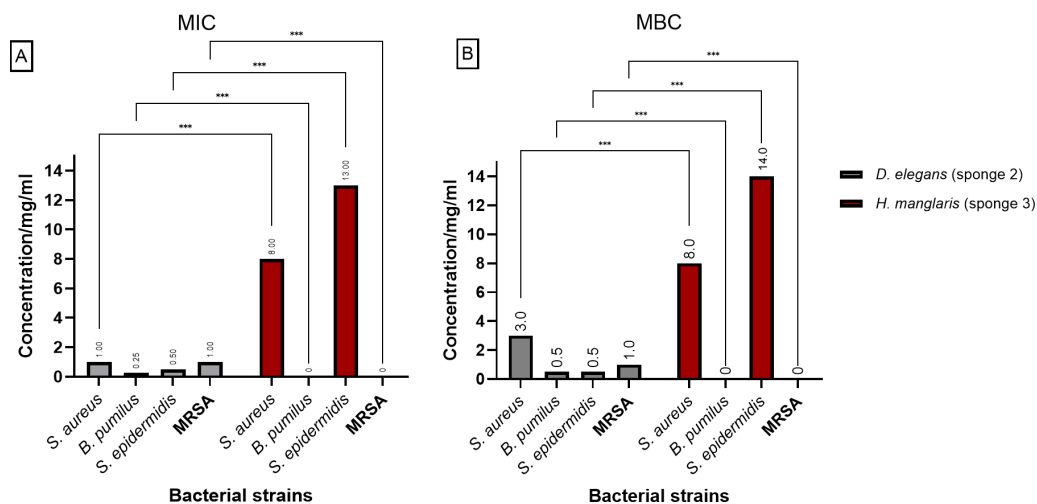 MIC
A
***
***
***
***
Concentration/mg/ml
14
12
10
8
6
4
2
0
1.00
0.25
0.50
1.00
8.00
0
13.00
0
S. aureus
B. pumilus
S. epidermidis
MRSA
S. aureus
B. pumilus
S. epidermidis
MRSA
Bacterial strains
MBC
B
***
***
***
***
Concentration/mg/ml
14
12
10
8
6
4
2
0
3.0
0.5
0.5
1.0
8.0
0
14.0
0
S. aureus
B. pumilus
S. epidermidis
MRSA
S. aureus
B. pumilus
S. epidermidis
MRSA
Bacterial strains
D. elegans (sponge 2)
H. manglaris (sponge 3)